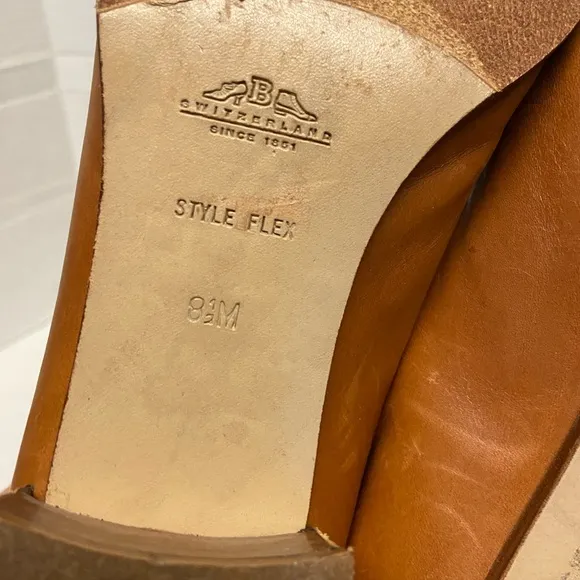 B
SWITZERLAND
SINCE 1851
STYLE FLEX
8½M